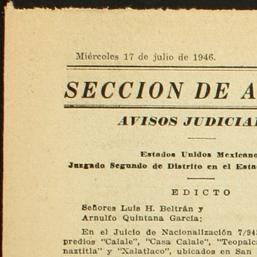 Miércoles 17 de julio de 1946.
SECCION DE A
AVISOS JUDICIAL
Estados Unidos Mexicano
Juzgado Segundo de Distrito en el Estad
EDICTO
Señores Luis H. Beltrán y
Arnulfo Quintana García:
En el Juicio de Nacionalización 7/94
predios "Calale", "Casa Calale", "Teopalc
naztitla" y "Xalatlaco", ubicados en San